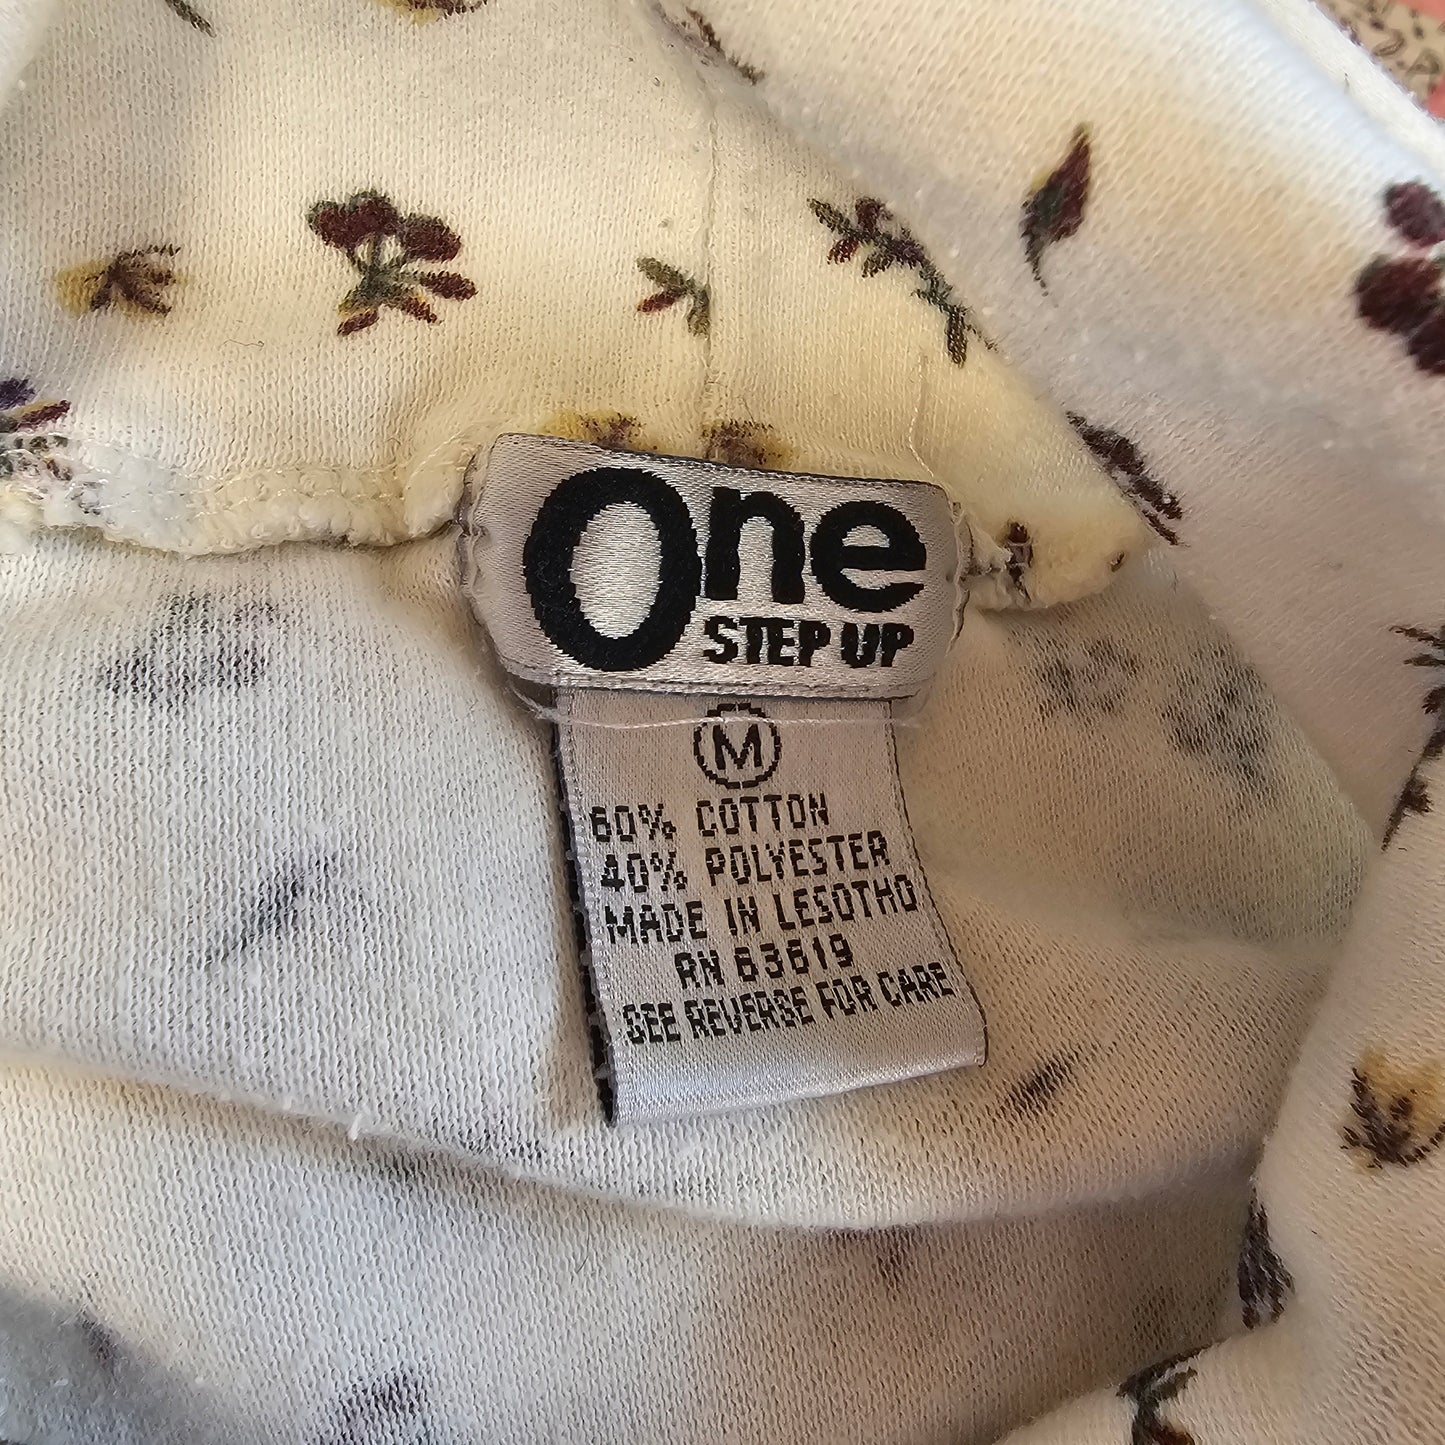 One
STEP UP
M
60% COTTON
40% POLYESTER
MADE IN LESOTHO
RN 63619
SEE REVERSE FOR CARE